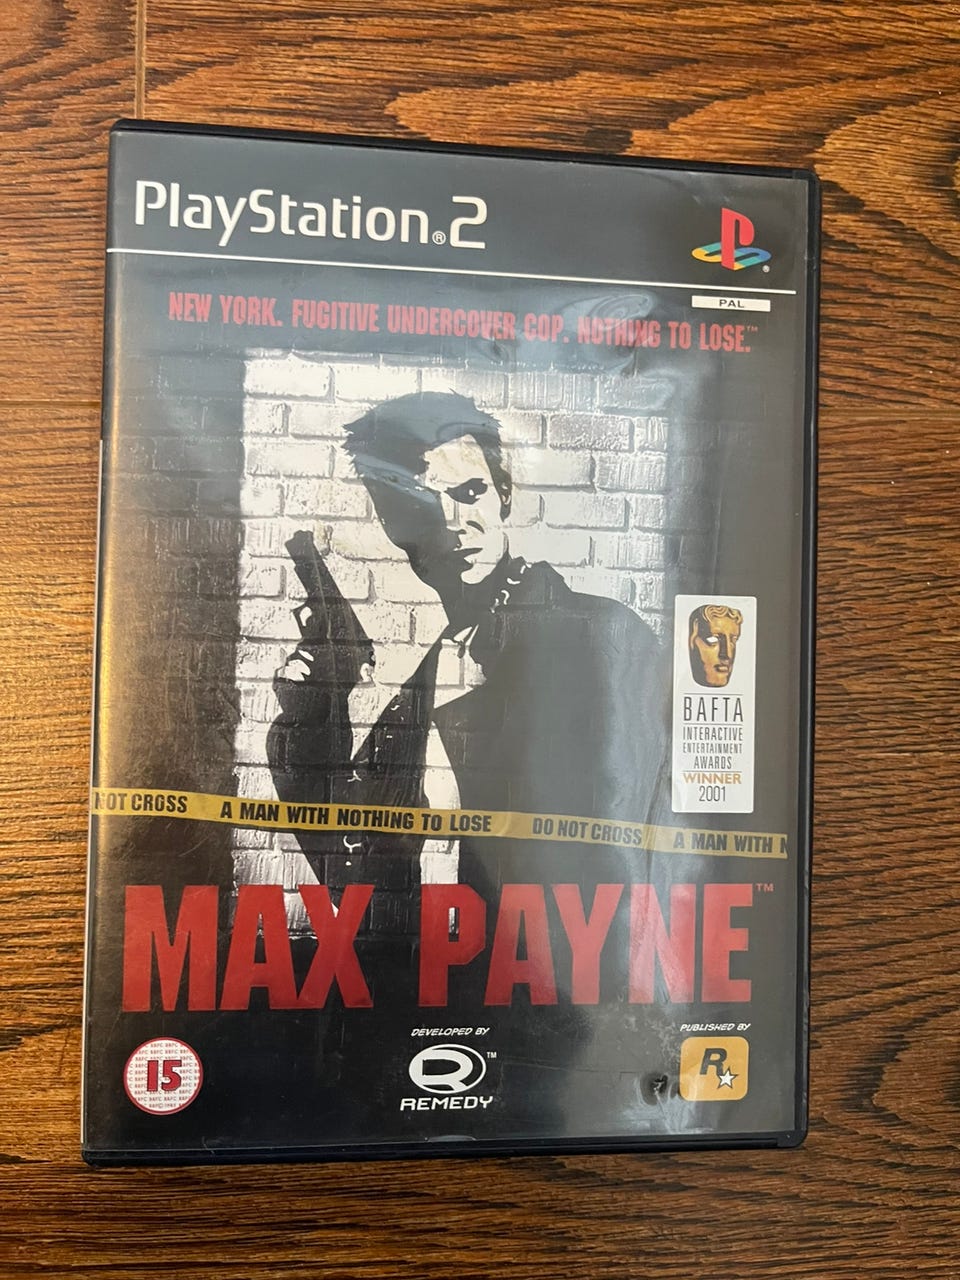 PlayStation®2
PAL
NEW YORK. FUGITIVE UNDERCOVER COP. NOTHING TO LOSE.™
BAFTA
INTERACTIVE
ENTERTAINMENT
AWARDS
WINNER
2001
NOT CROSS A MAN WITH NOTHING TO LOSE DO NOT CROSS A MAN WITH N
MAX PAYNE™
DEVELOPED BY
REMEDY™
PUBLISHED BY
R
15